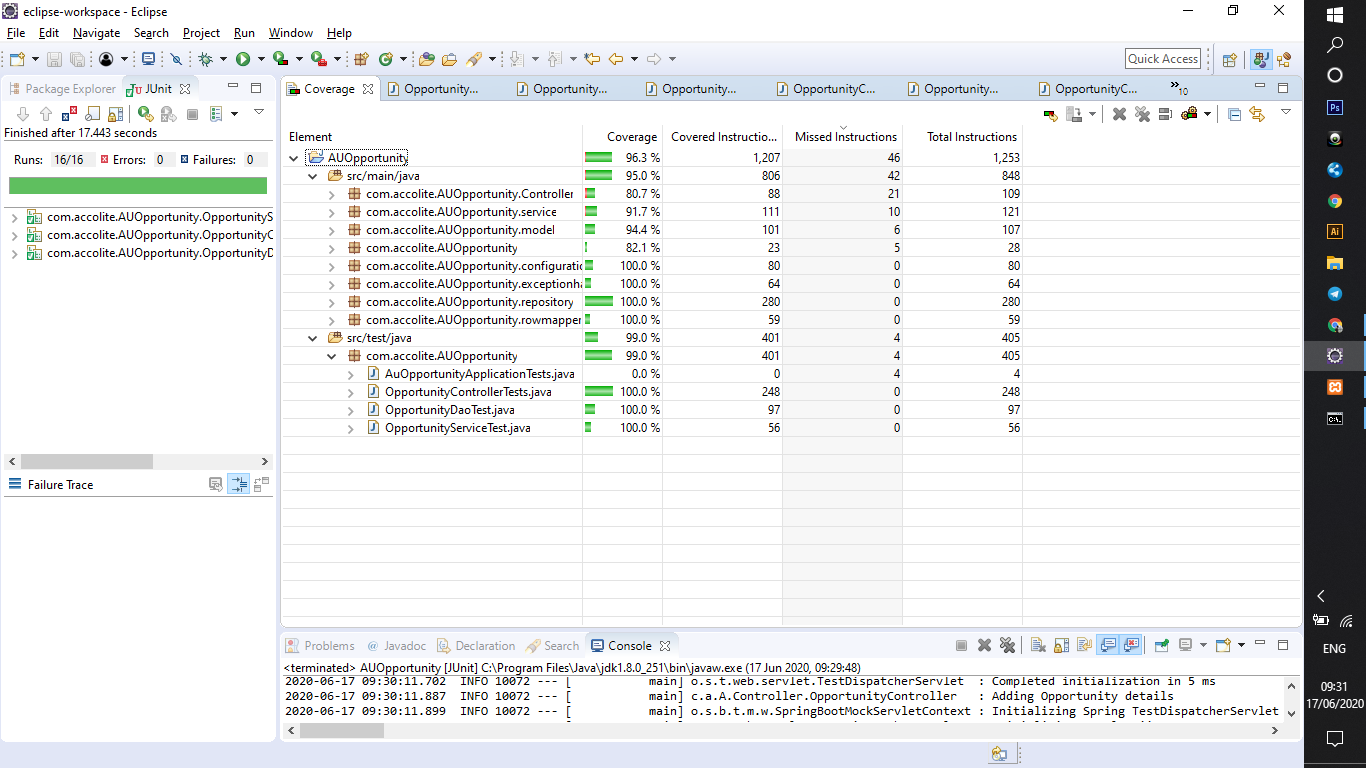 eclipse-workspace - Eclipse
File Edit Navigate Search Project Run Window Help
Quick Access
Package Explorer JUnit
Finished after 17.443 seconds
Runs: 16/16 Errors: 0 Failures: 0
com.accolite.AUOpportunity.OpportunityS
com.accolite.AUOpportunity.OpportunityC
com.accolite.AUOpportunity.OpportunityD
Failure Trace
Coverage Opportunity... Opportunity... Opportunity... OpportunityC... Opportunity... OpportunityC... »10
Element Coverage Covered Instructio... Missed Instructions Total Instructions
AUOpportunity 96.3 % 1,207 46 1,253
src/main/java 95.0 % 806 42 848
com.accolite.AUOpportunity.Controller 80.7 % 88 21 109
com.accolite.AUOpportunity.service 91.7 % 111 10 121
com.accolite.AUOpportunity.model 94.4 % 101 6 107
com.accolite.AUOpportunity 82.1 % 23 5 28
com.accolite.AUOpportunity.configuratio 100.0 % 80 0 80
com.accolite.AUOpportunity.exceptionha 100.0 % 64 0 64
com.accolite.AUOpportunity.repository 100.0 % 280 0 280
com.accolite.AUOpportunity.rowmapper 100.0 % 59 0 59
src/test/java 99.0 % 401 4 405
com.accolite.AUOpportunity 99.0 % 401 4 405
AuOpportunityApplicationTests.java 0.0 % 0 4 4
OpportunityControllerTests.java 100.0 % 248 0 248
OpportunityDaoTest.java 100.0 % 97 0 97
OpportunityServiceTest.java 100.0 % 56 0 56
Problems @ Javadoc Declaration Search Console
<terminated> AUOpportunity [JUnit] C:\Program Files\Java\jdk1.8.0_251\bin\javaw.exe (17 Jun 2020, 09:29:48)
2020-06-17 09:30:11.702 INFO 10072 --- [ main] o.s.t.web.servlet.TestDispatcherServlet : Completed initialization in 5 ms
2020-06-17 09:30:11.887 INFO 10072 --- [ main] c.a.A.Controller.OpportunityController : Adding Opportunity details
2020-06-17 09:30:11.899 INFO 10072 --- [ main] o.s.b.t.m.w.SpringBootMockServletContext : Initializing Spring TestDispatcherServlet
Ps
Ai
ENG
09:31
17/06/2020